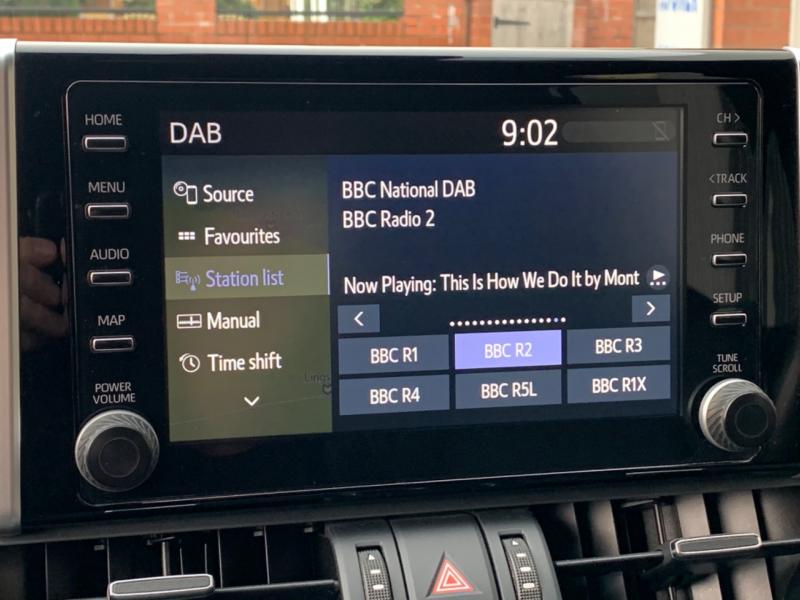 HOME
MENU
AUDIO
MAP
POWER
VOLUME
DAB
9:02
Source
Favourites
Station list
Manual
Time shift
BBC National DAB
BBC Radio 2
Now Playing: This Is How We Do It by Mont
<
>
BBC R1
BBC R2
BBC R3
BBC R4
BBC R5L
BBC R1X
CH >
< TRACK
PHONE
SETUP
TUNE
SCROLL